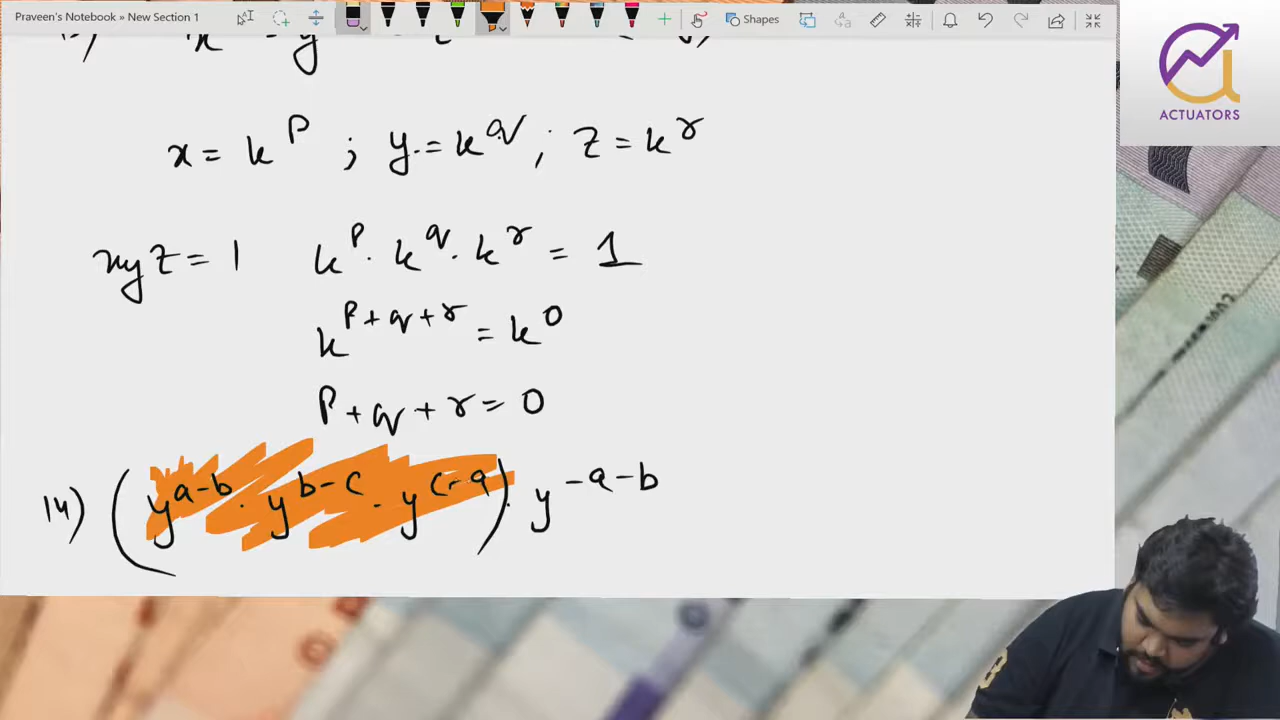 Praveen's Notebook » New Section 1
Shapes
ACTUATORS
x = k^p ; y = k^q ; z = k^r
xyz = 1 k^p . k^q . k^r = 1
k^p+q+r = k^0
p + q + r = 0
14) (y^a-b . y^b-c . y^c-a) . y^-a-b